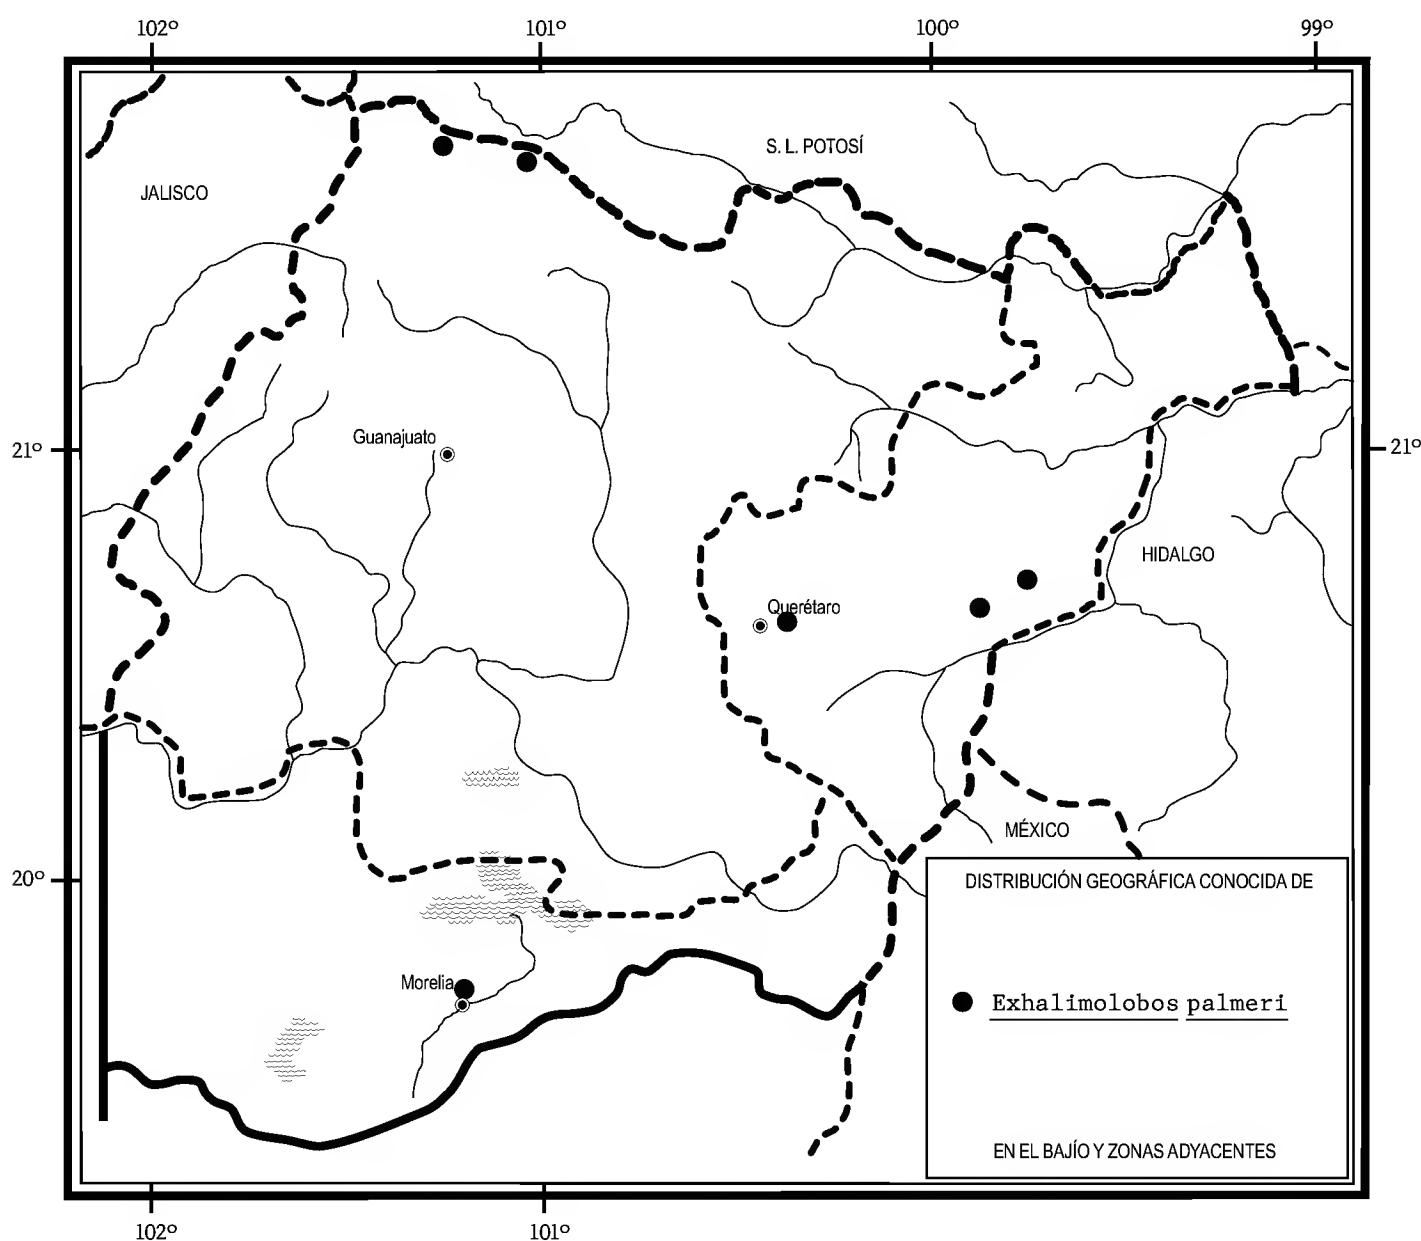 102º 101º 100º 99º
S. L. POTOSÍ
JALISCO
Guanajuato
21º 21º
HIDALGO
Querétaro
MÉXICO
20º
DISTRIBUCIÓN GEOGRÁFICA CONOCIDA DE
Morelia
Exhalimolobos palmeri
EN EL BAJÍO Y ZONAS ADYACENTES
102º 101º